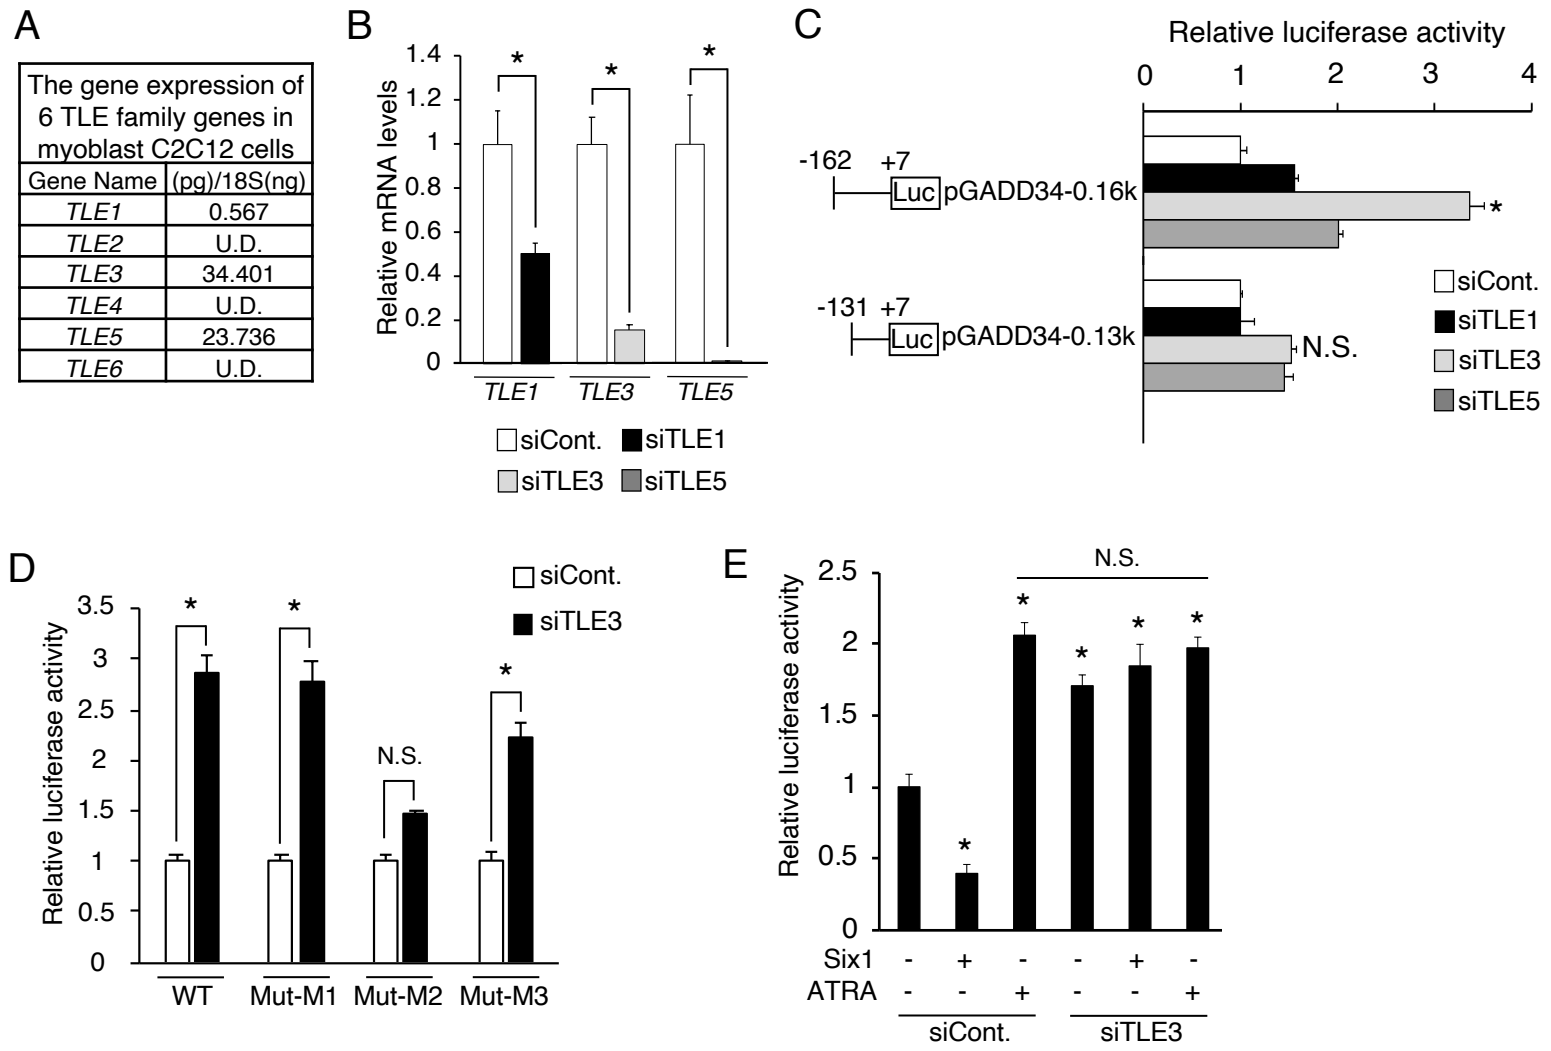 A
The gene expression of
6 TLE family genes in
myoblast C2C12 cells
Gene Name (pg)/18S(ng)
TLE1 0.567
TLE2 U.D.
TLE3 34.401
TLE4 U.D.
TLE5 23.736
TLE6 U.D.
B
Relative mRNA levels
1.4
1.2
1
0.8
0.6
0.4
0.2
0
* * *
TLE1 TLE3 TLE5
siCont. siTLE1
siTLE3 siTLE5
C
Relative luciferase activity
0 1 2 3 4
-162 +7
Luc pGADD34-0.16k
*
-131 +7
Luc pGADD34-0.13k
N.S.
siCont.
siTLE1
siTLE3
siTLE5
D
siCont.
siTLE3
Relative luciferase activity
3.5
3
2.5
2
1.5
1
0.5
0
* * N.S. *
WT Mut-M1 Mut-M2 Mut-M3
E
Relative luciferase activity
2.5
2
1.5
1
0.5
0
N.S.
* * * * *
Six1 - + - - + -
ATRA - - + - - +
siCont. siTLE3